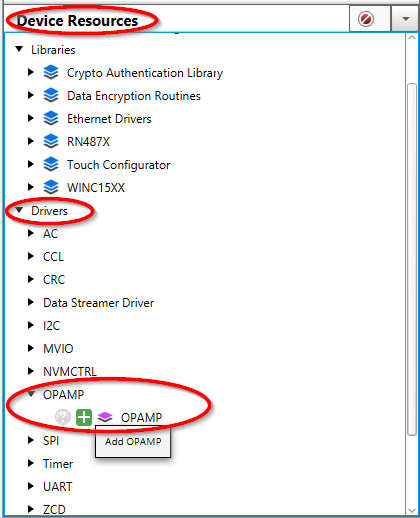 Device Resources
Libraries
Crypto Authentication Library
Data Encryption Routines
Ethernet Drivers
RN487X
Touch Configurator
WINC15XX
Drivers
AC
CCL
CRC
Data Streamer Driver
I2C
MVIO
NVMCTRL
OPAMP
? OPAMP
Add OPAMP
SPI
Timer
UART
ZCD